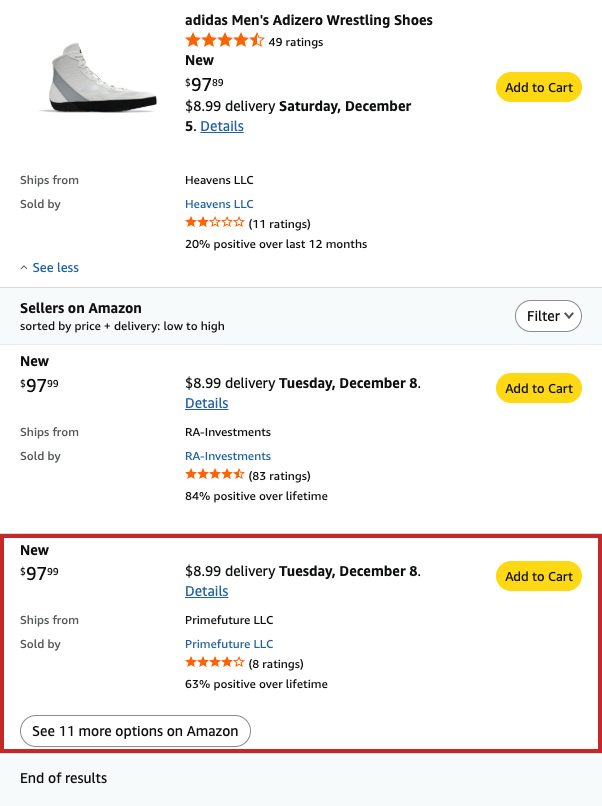 adidas Men's Adizero Wrestling Shoes
49 ratings
New
$97 89
$8.99 delivery Saturday, December
5. Details
Add to Cart
Ships from Heavens LLC
Sold by Heavens LLC
(11 ratings)
20% positive over last 12 months
See less
Sellers on Amazon
sorted by price + delivery: low to high
Filter
New
$97 99
$8.99 delivery Tuesday, December 8.
Details
Add to Cart
Ships from RA-Investments
Sold by RA-Investments
(83 ratings)
84% positive over lifetime
New
$97 99
$8.99 delivery Tuesday, December 8.
Details
Add to Cart
Ships from Primefuture LLC
Sold by Primefuture LLC
(8 ratings)
63% positive over lifetime
See 11 more options on Amazon
End of results